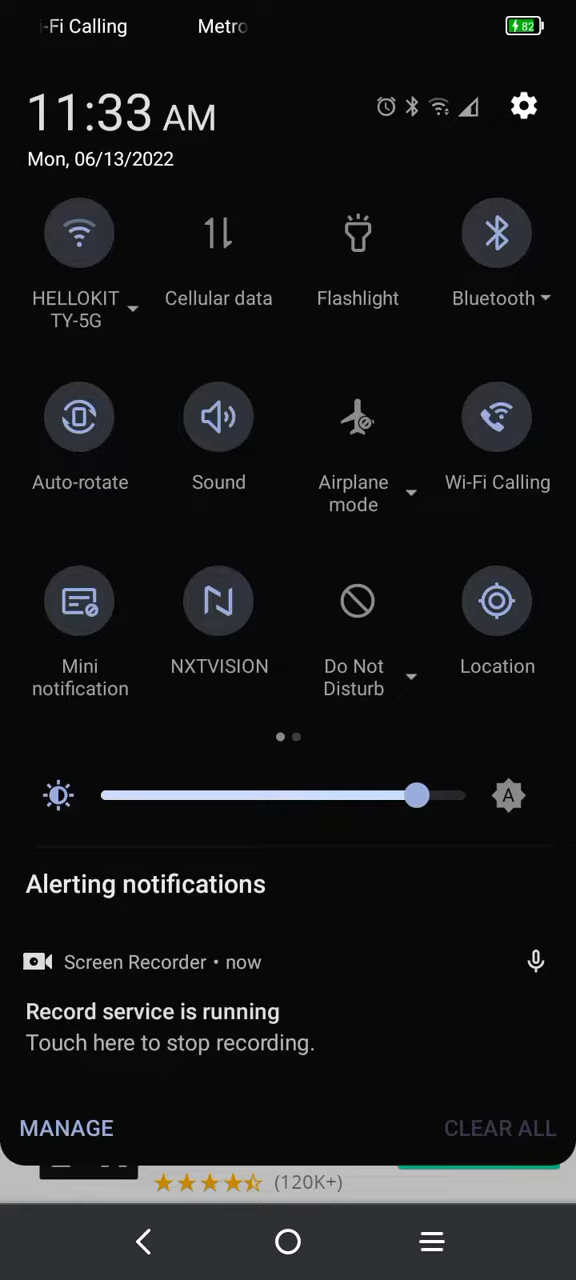 -Fi Calling Metro 82
11:33 AM
Mon, 06/13/2022
HELLOKIT
TY-5G
Cellular data
Flashlight
Bluetooth
Auto-rotate
Sound
Airplane
mode
Wi-Fi Calling
Mini
notification
NXTVISION
Do Not
Disturb
Location
A
Alerting notifications
Screen Recorder • now
Record service is running
Touch here to stop recording.
MANAGE CLEAR ALL
(120K+)